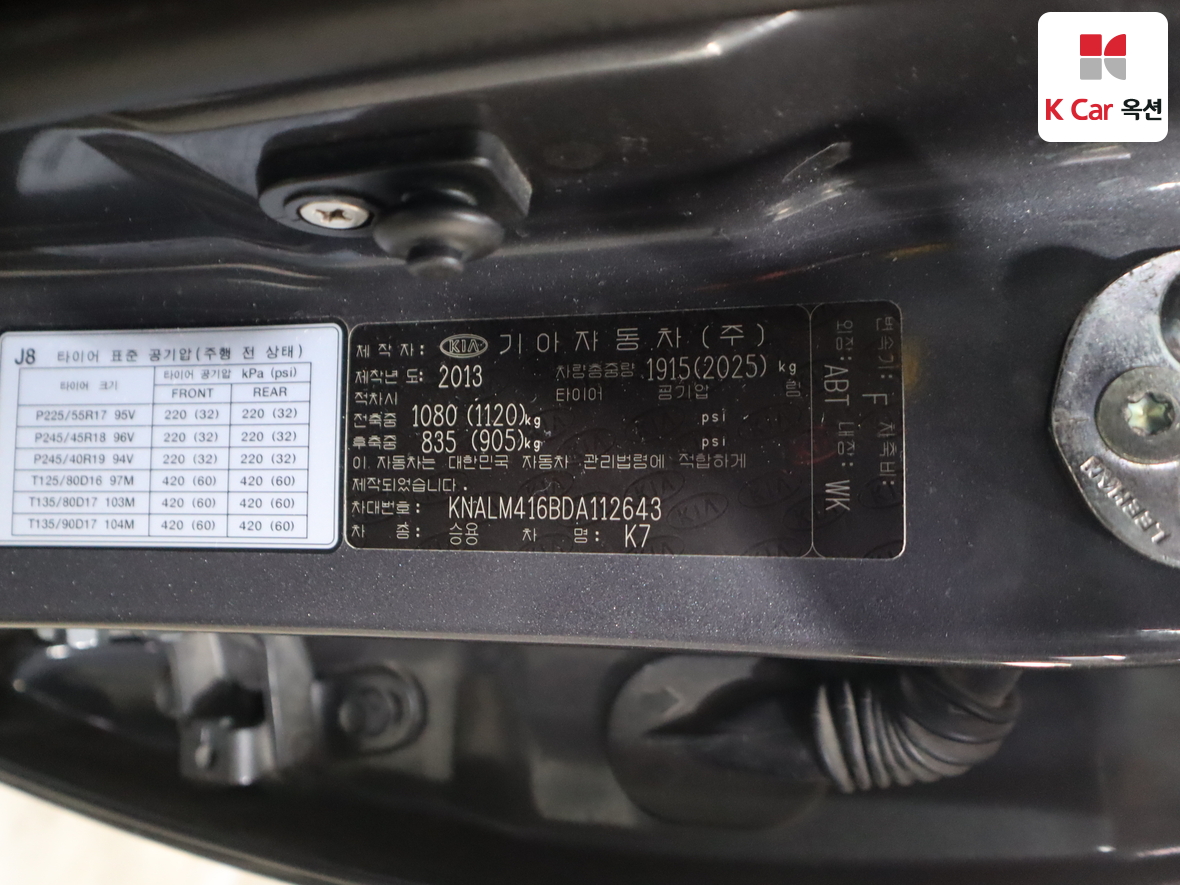 K Car 옥션
J8 타이어 표준 공기압(주행 전 상태)
타이어 크기 타이어 공기압 kPa (psi)
FRONT REAR
P225/55R17 95V 220 (32) 220 (32)
P245/45R18 96V 220 (32) 220 (32)
P245/40R19 94V 220 (32) 220 (32)
T125/80D16 97M 420 (60) 420 (60)
T135/80D17 103M 420 (60) 420 (60)
T135/90D17 104M 420 (60) 420 (60)
제작자: KIA 기아자동차(주)
제작년도: 2013 차량총중량 1915(2025) kg
적차시 타이어 공기압 림
전축중 1080 (1120)kg psi
후축중 835 (905)kg psi
이 자동차는 대한민국 자동차 관리법령에 적합하게
제작되었습니다.
차대번호: KNALM416BDA112643
차 종: 승용 차 명: K7
변속기: F 차축비:
외장: ABT 내장: WK